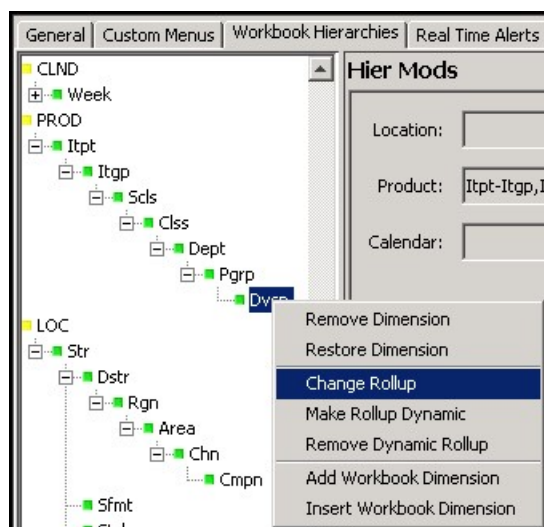 General Custom Menus Workbook Hierarchies Real Time Alerts
CLND
Week
PROD
Itpt
Itgp
Scls
Clss
Dept
Pgrp
LOC
Str
Dstr
Rgn
Area
Chn
Cmpn
Sfmt
Hier Mods
Location:
Product: Itpt-Itgp,I
Calendar:
Remove Dimension
Restore Dimension
Change Rollup
Make Rollup Dynamic
Remove Dynamic Rollup
Add Workbook Dimension
Insert Workbook Dimension